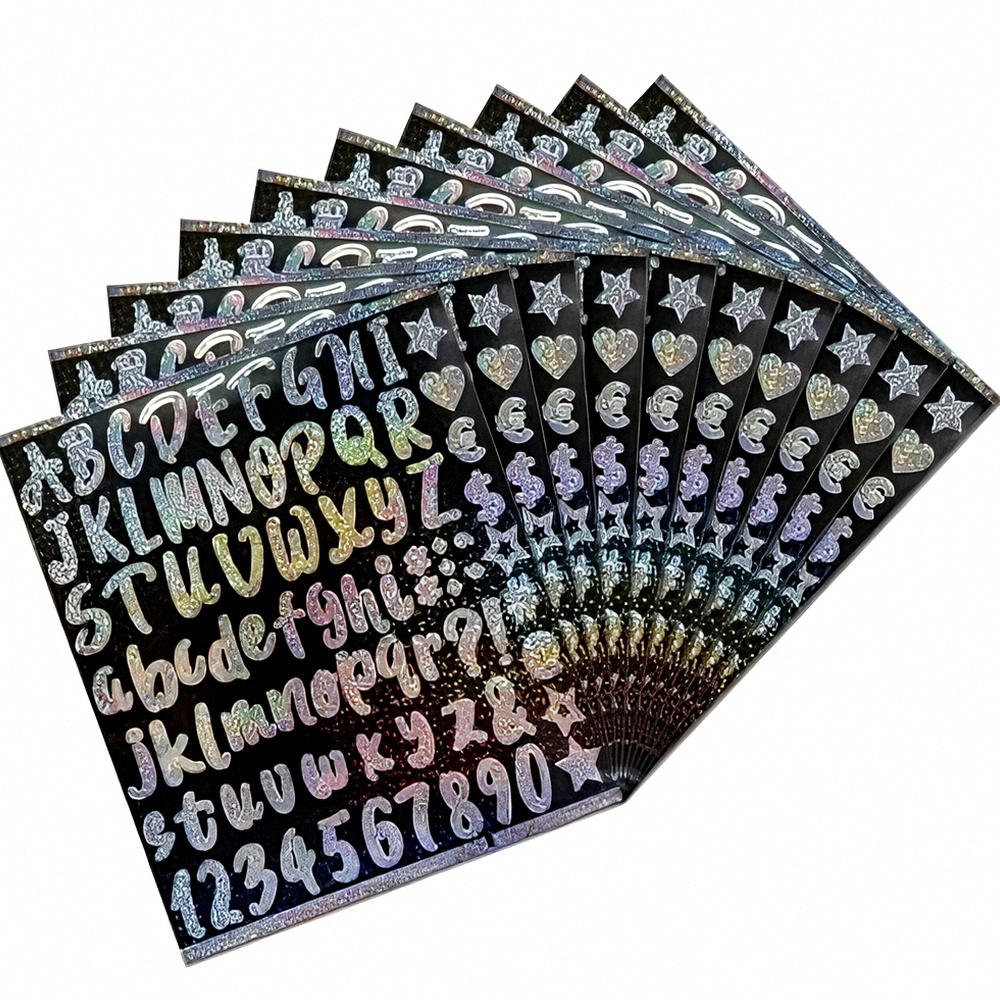 ABCDEFGHI
JKLMNOPQR
STUVWXYZ
abcdefghi
jklmnopqr?!
stuvwxyz&
1234567890
€ € € € € € € €
$ $ $ $ $ $ $ $